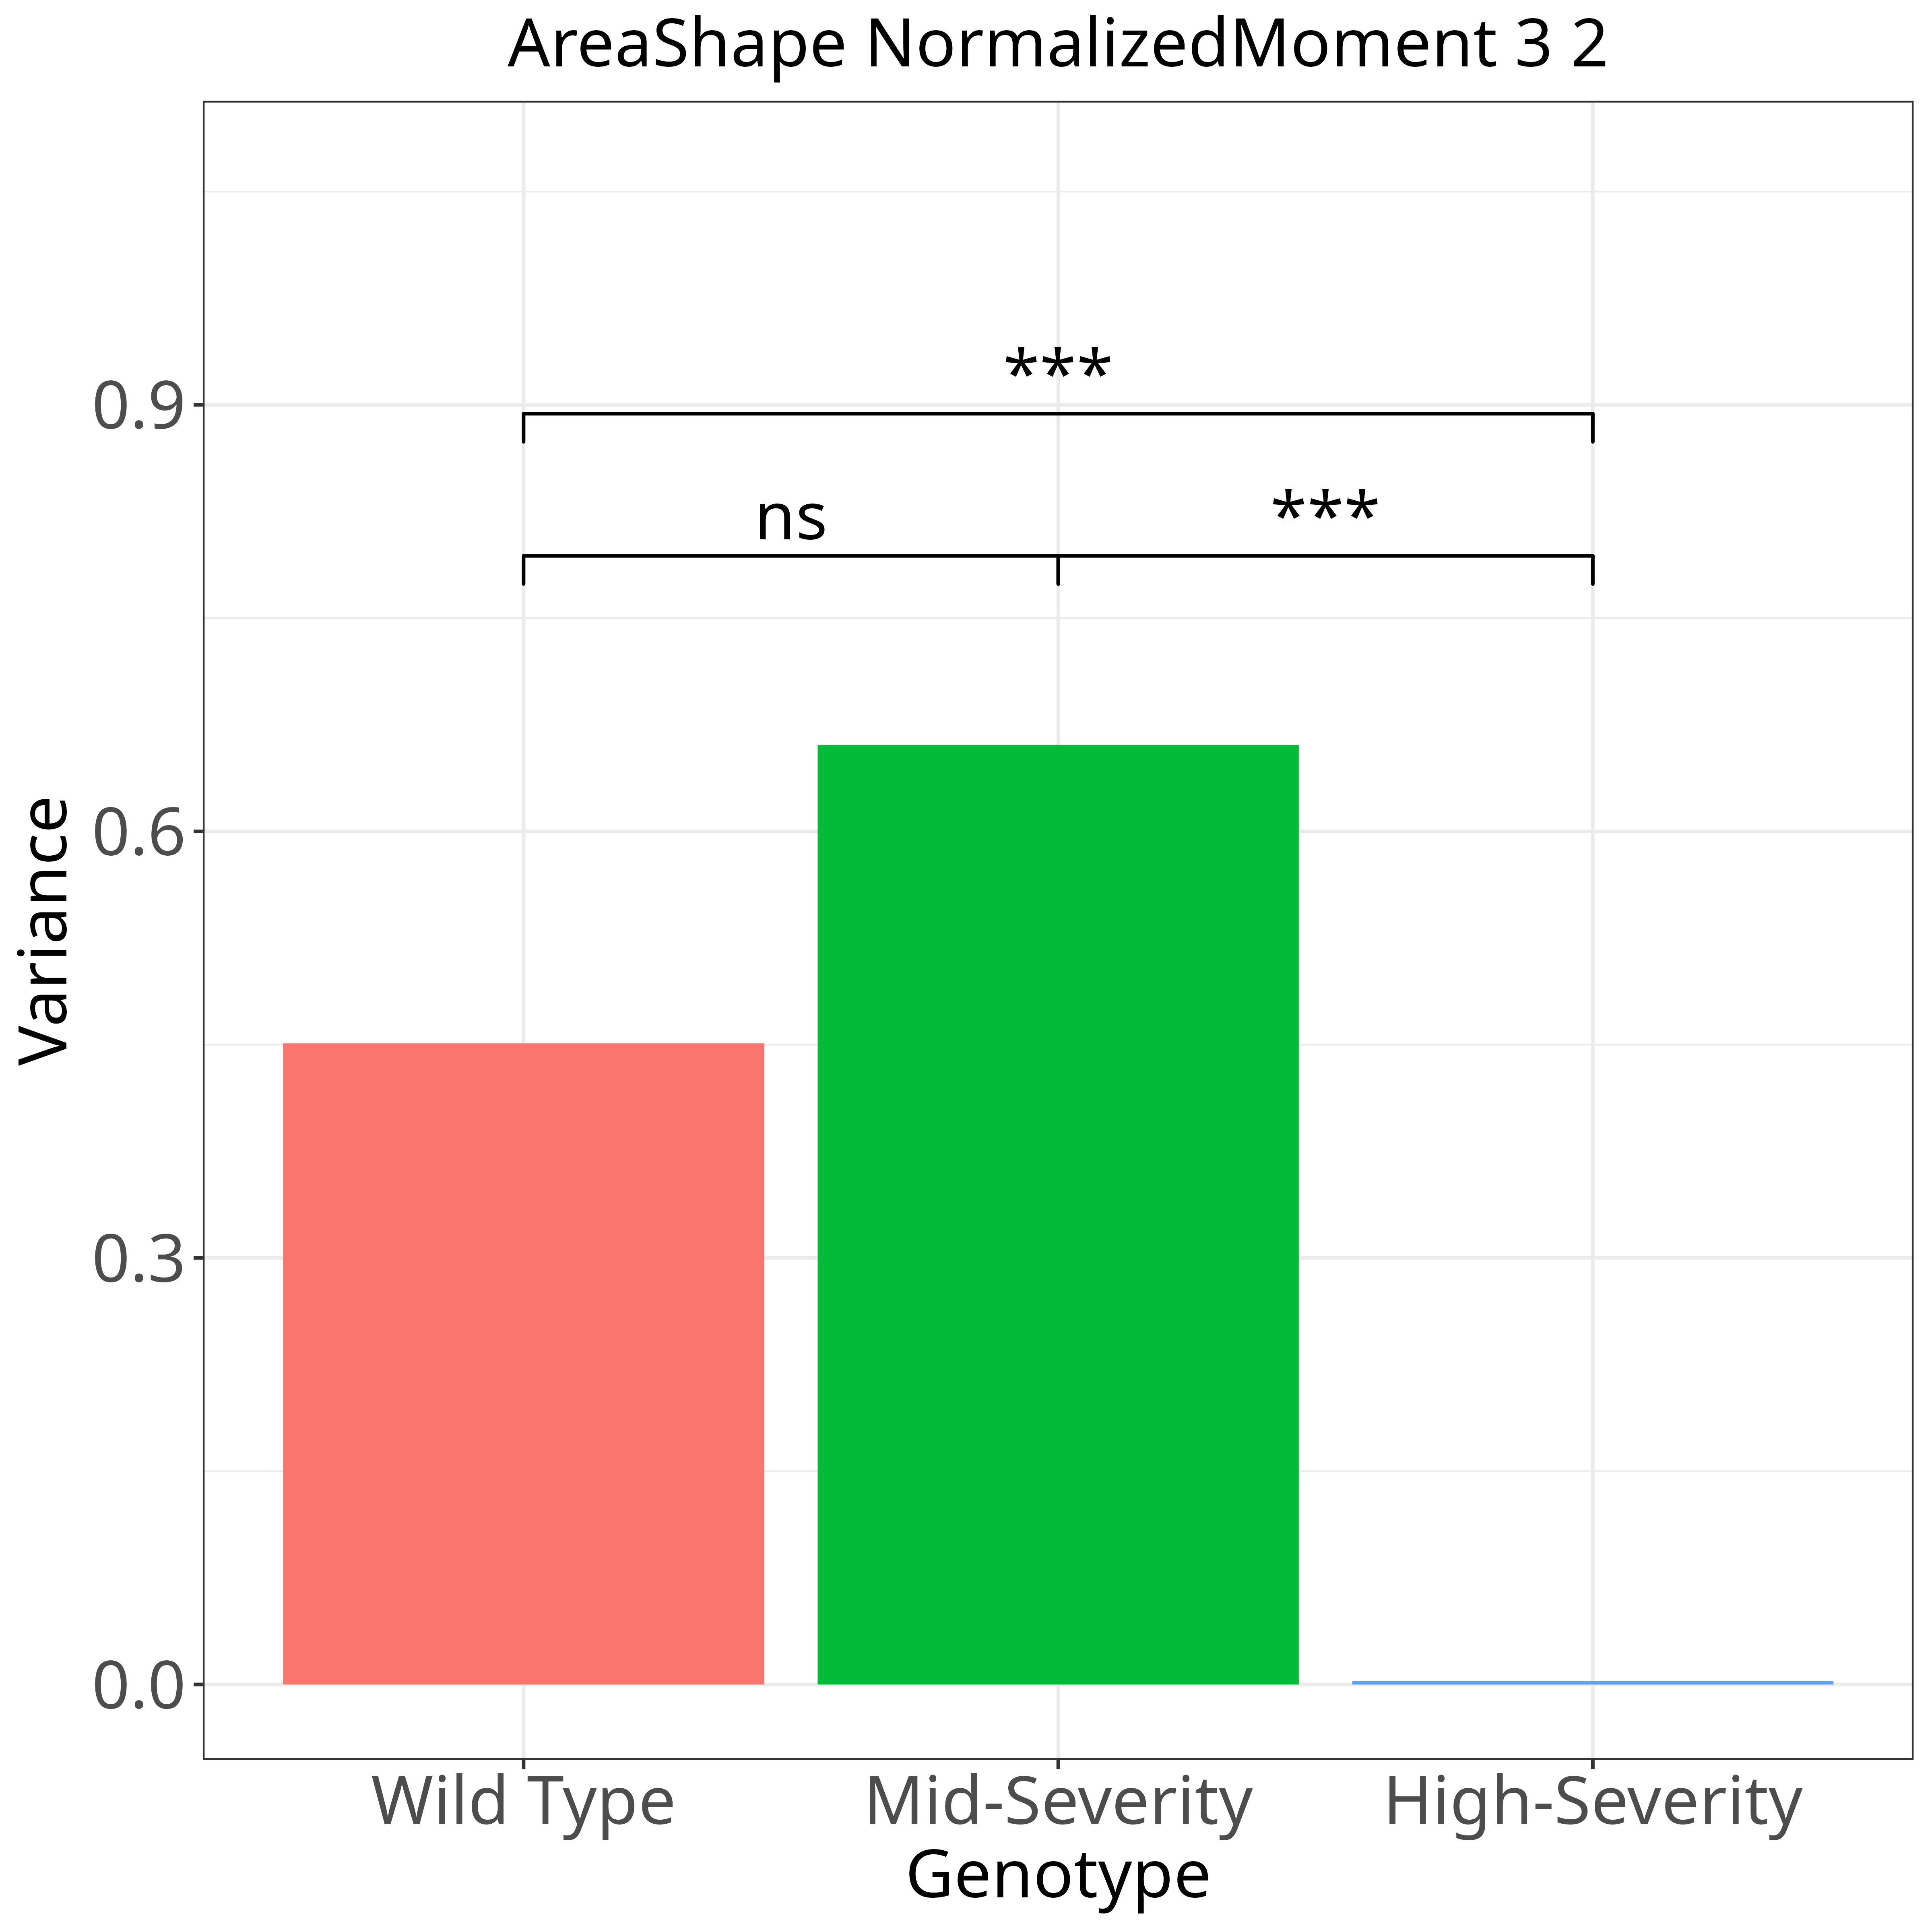 AreaShape NormalizedMoment 3 2
***
ns ***
0.9
0.6
0.3
0.0
Variance
Wild Type Mid-Severity High-Severity
Genotype